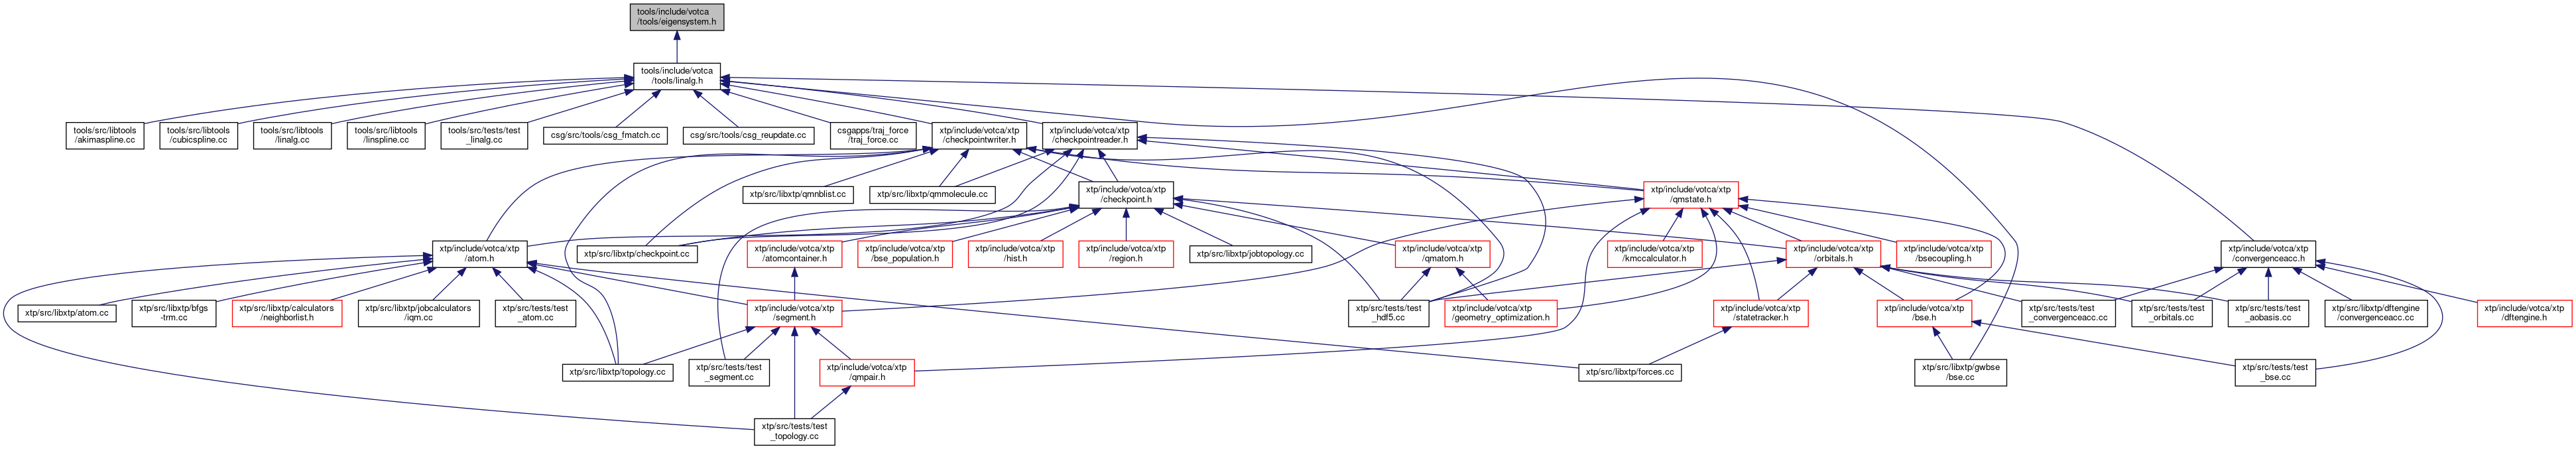 tools/include/votca
/tools/eigensystem.h
tools/include/votca
/tools/linalg.h
tools/src/libtools
/akimaspline.cc
tools/src/libtools
/cubicspline.cc
tools/src/libtools
/linalg.cc
tools/src/libtools
/linspline.cc
tools/src/tests/test
_linalg.cc
csg/src/tools/csg_fmatch.cc
csg/src/tools/csg_reupdate.cc
csgapps/traj_force
/traj_force.cc
xtp/include/votca/xtp
/checkpointwriter.h
xtp/include/votca/xtp
/checkpointreader.h
xtp/src/libxtp/qmnblist.cc
xtp/src/libxtp/qmmolecule.cc
xtp/include/votca/xtp
/checkpoint.h
xtp/include/votca/xtp
/qmstate.h
xtp/include/votca/xtp
/atom.h
xtp/src/libxtp/checkpoint.cc
xtp/include/votca/xtp
/atomcontainer.h
xtp/include/votca/xtp
/bse_population.h
xtp/include/votca/xtp
/hist.h
xtp/include/votca/xtp
/region.h
xtp/src/libxtp/jobtopology.cc
xtp/include/votca/xtp
/qmatom.h
xtp/include/votca/xtp
/kmccalculator.h
xtp/include/votca/xtp
/orbitals.h
xtp/include/votca/xtp
/bsecoupling.h
xtp/include/votca/xtp
/convergenceacc.h
xtp/src/libxtp/atom.cc
xtp/src/libxtp/bfgs
-trm.cc
xtp/src/libxtp/calculators
/neighborlist.h
xtp/src/libxtp/jobcalculators
/iqm.cc
xtp/src/tests/test
_atom.cc
xtp/include/votca/xtp
/segment.h
xtp/src/tests/test
_hdf5.cc
xtp/include/votca/xtp
/geometry_optimization.h
xtp/include/votca/xtp
/statetracker.h
xtp/include/votca/xtp
/bse.h
xtp/src/tests/test
_convergenceacc.cc
xtp/src/tests/test
_orbitals.cc
xtp/src/tests/test
_aobasis.cc
xtp/src/libxtp/dftengine
/convergenceacc.cc
xtp/include/votca/xtp
/dftengine.h
xtp/src/libxtp/topology.cc
xtp/src/tests/test
_segment.cc
xtp/include/votca/xtp
/qmpair.h
xtp/src/libxtp/forces.cc
xtp/src/libxtp/gwbse
/bse.cc
xtp/src/tests/test
_bse.cc
xtp/src/tests/test
_topology.cc